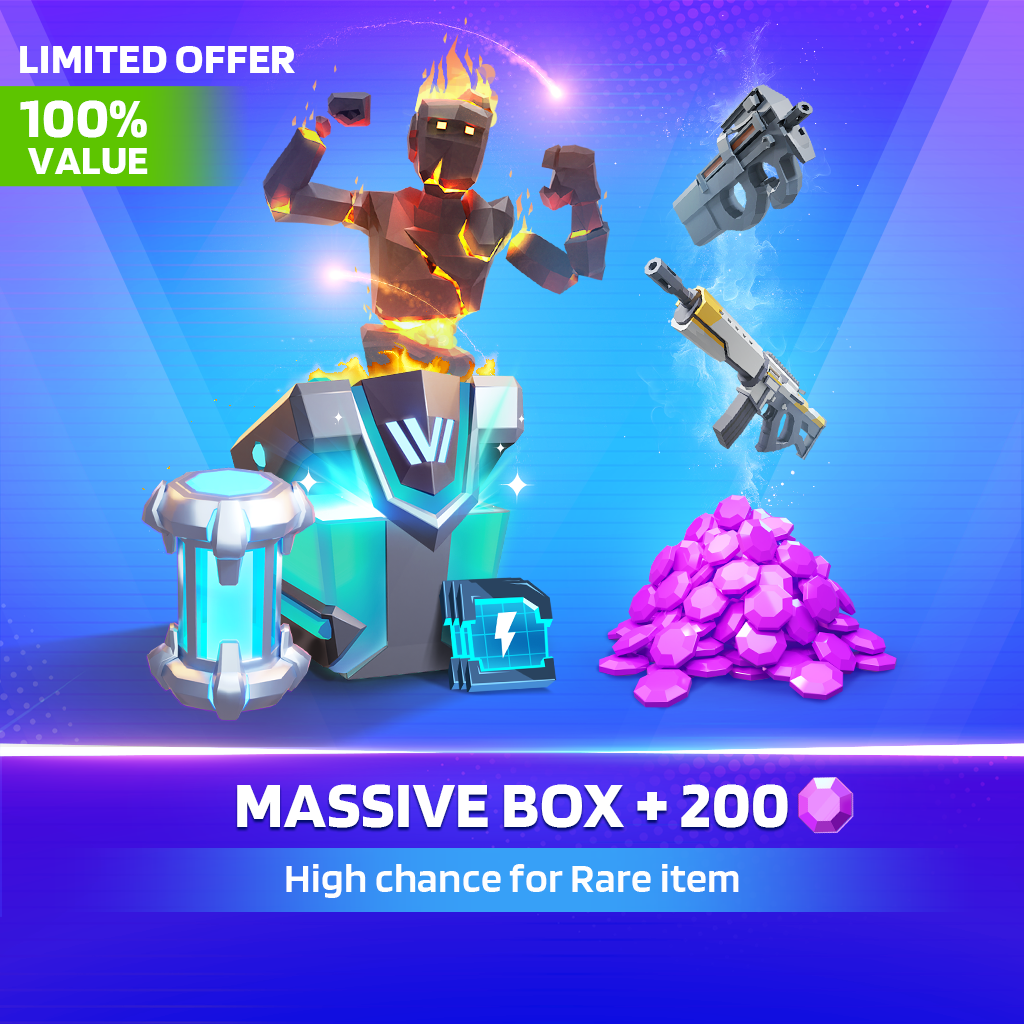 LIMITED OFFER
100%
VALUE
MASSIVE BOX + 200
High chance for Rare item